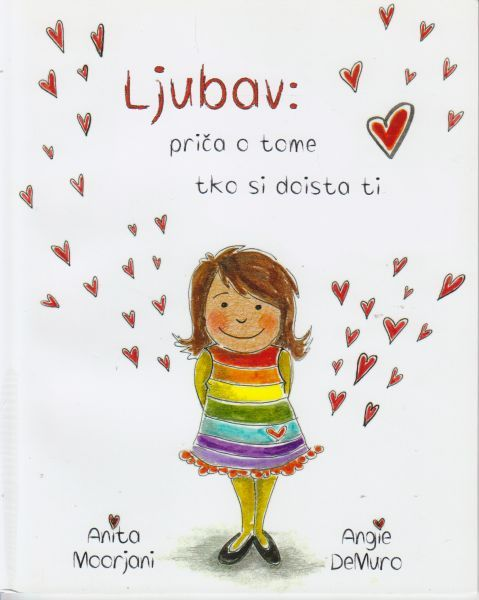 Ljubav:
priča o tome
tko si doista ti
Anita
Moorjani
Angie
DeMuro